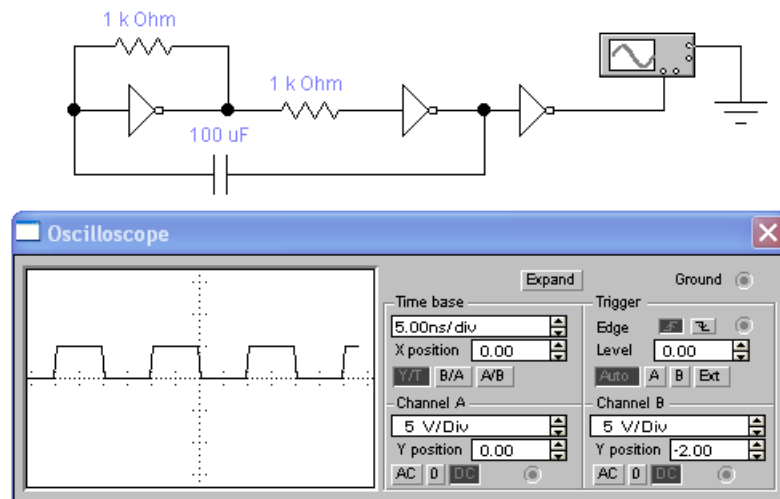 1 k Ohm
1 k Ohm
100 uF
Oscilloscope
Expand Ground
Time base Trigger
5.00ns/div Edge
X position 0.00 Level 0.00
Y/T B/A A/B Auto A B Ext
Channel A Channel B
5 V/Div 5 V/Div
Y position 0.00 Y position -2.00
AC 0 DC AC 0 DC